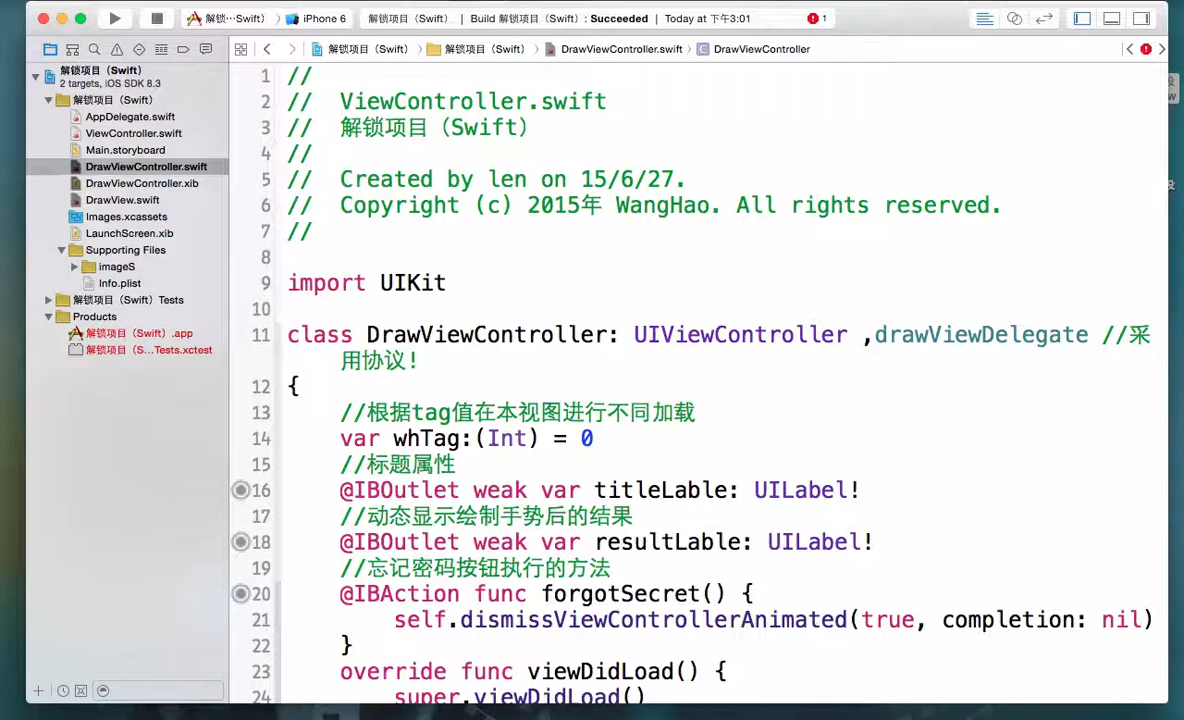 解锁···Swift） iPhone 6 解锁项目（Swift） | Build 解锁项目（Swift）: Succeeded | Today at 下午3:01 1
解锁项目（Swift） 解锁项目（Swift） DrawViewController.swift DrawViewController
解锁项目（Swift）
2 targets, iOS SDK 8.3
解锁项目（Swift）
AppDelegate.swift
ViewController.swift
Main.storyboard
DrawViewController.swift
DrawViewController.xib
DrawView.swift
Images.xcassets
LaunchScreen.xib
Supporting Files
imageS
Info.plist
解锁项目（Swift）Tests
Products
解锁项目（Swift）.app
解锁项目（S...Tests.xctest
1 //
2 //  ViewController.swift
3 //  解锁项目（Swift）
4 //
5 //  Created by len on 15/6/27.
6 //  Copyright (c) 2015年 WangHao. All rights reserved.
7 //
8
9 import UIKit
10
11 class DrawViewController: UIViewController ,drawViewDelegate //采
用协议!
12 {
13     //根据tag值在本视图进行不同加载
14     var whTag:(Int) = 0
15     //标题属性
16     @IBOutlet weak var titleLable: UILabel!
17     //动态显示绘制手势后的结果
18     @IBOutlet weak var resultLable: UILabel!
19     //忘记密码按钮执行的方法
20     @IBAction func forgotSecret() {
21         self.dismissViewControllerAnimated(true, completion: nil)
22     }
23     override func viewDidLoad() {
24         super.viewDidLoad()